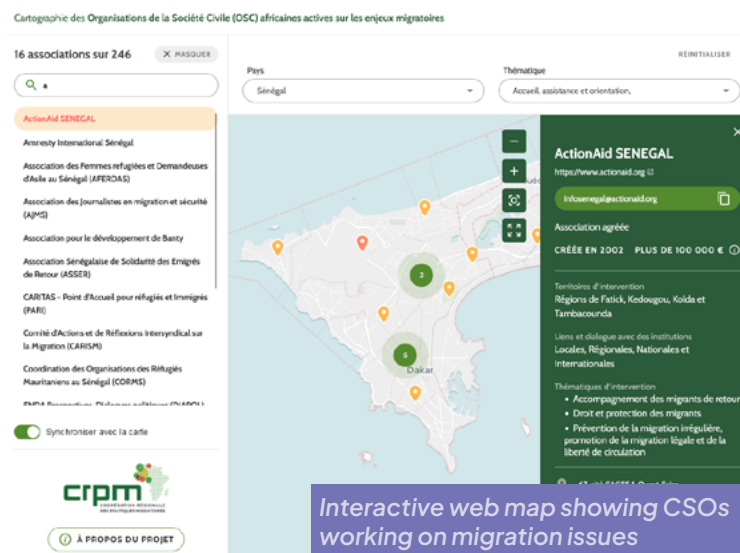 Cartographie des Organisations de la Société Civile (OSC) africaines actives sur les enjeux migratoires
16 associations sur 246
× MASQUER
a
ActionAid SENEGAL
Amnesty International Sénégal
Association des Femmes refugiées et Demandeuses
d'Asile au Sénégal (AFERDAS)
Association des Journalistes en migration et sécurité
(AJMS)
Association pour le développement de Banty
Association Sénégalaise de Solidarité des Emigrés
de Retour (ASSER)
CARITAS - Point d'Accueil pour réfugiés et Immigrés
(PARI)
Comité d'Actions et de Réflexions Intersyndical sur
la Migration (CARISM)
Coordination des Organisations des Réfugiés
Mauritaniens au Sénégal (CORMS)
Synchroniser avec la carte
crpm
COOPÉRATION RÉGIONALE
DES POLITIQUES MIGRATOIRES
À PROPOS DU PROJET
RÉINITIALISER
Pays
Sénégal
Thématique
Accueil, assistance et orientation,
2
6
Dakar
ActionAid SENEGAL
https://www.actionaid.org
Infosenegal@actionaid.org
Association agréée
CRÉÉE EN 2002 PLUS DE 100 000 €
Territoires d'intervention
Régions de Fatick, Kedougou, Kolda et
Tambacounda
Liens et dialogue avec des institutions
Locales, Régionales, Nationales et
Internationales
Thématiques d'intervention
• Accompagnement des migrants de retour
• Droit et protection des migrants
• Prévention de la migration irrégulière,
promotion de la migration légale et de la
liberté de circulation
Interactive web map showing CSOs
working on migration issues